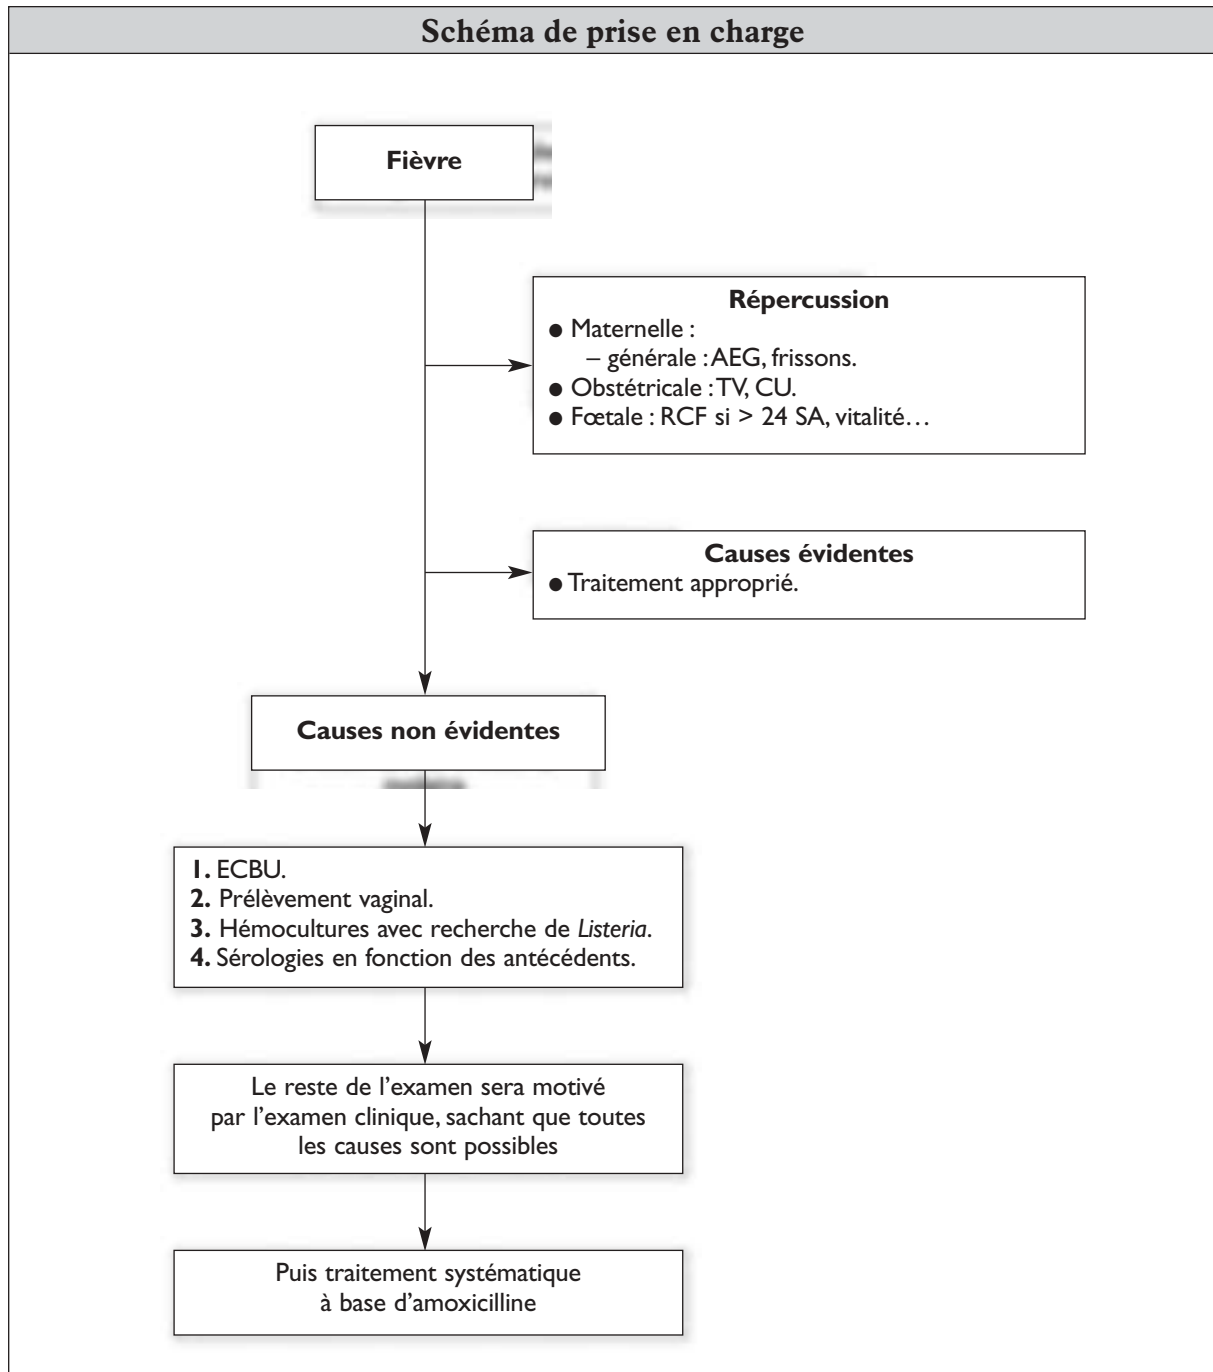 Schéma de prise en charge
Fièvre
Répercussion
● Maternelle :
– générale : AEG, frissons.
● Obstétricale : TV, CU.
● Fœtale : RCF si > 24 SA, vitalité…
Causes évidentes
● Traitement approprié.
Causes non évidentes
1. ECBU.
2. Prélèvement vaginal.
3. Hémocultures avec recherche de Listeria.
4. Sérologies en fonction des antécédents.
Le reste de l’examen sera motivé
par l’examen clinique, sachant que toutes
les causes sont possibles
Puis traitement systématique
à base d’amoxicilline